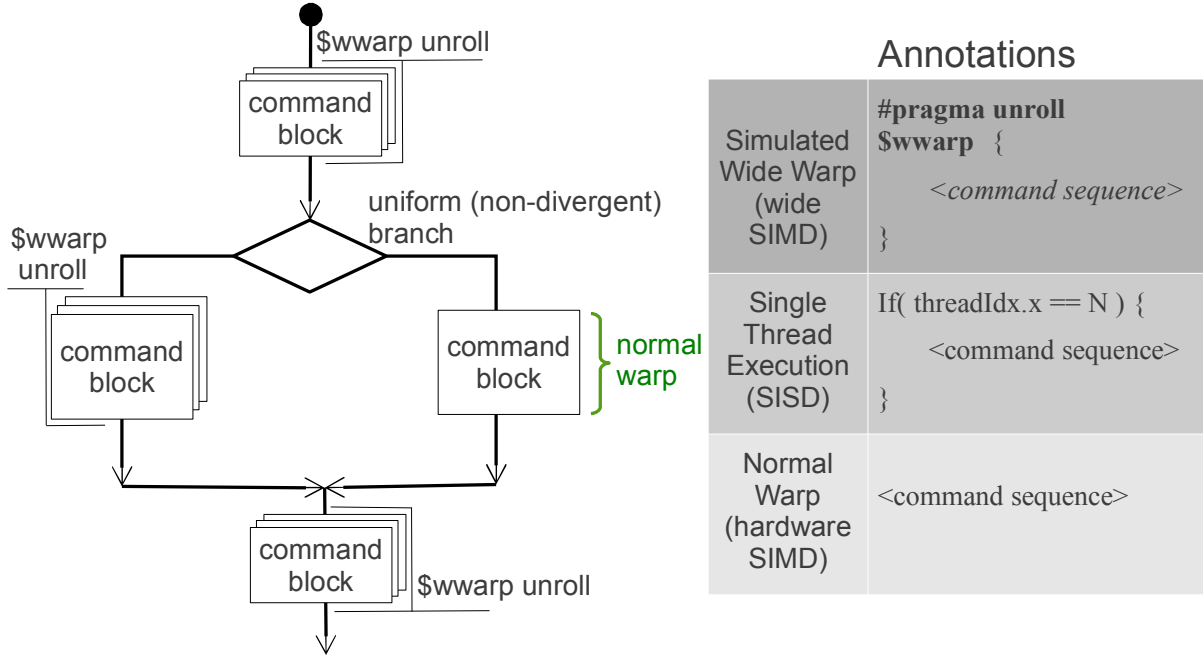 $wwarp unroll
command
block
uniform (non-divergent)
branch
$wwarp
unroll
command
block
command
block
normal
warp
command
block
$wwarp unroll
Annotations
Simulated
Wide Warp
(wide
SIMD)
#pragma unroll
$wwarp {
<command sequence>
}
Single
Thread
Execution
(SISD)
If( threadIdx.x == N ) {
<command sequence>
}
Normal
Warp
(hardware
SIMD)
<command sequence>